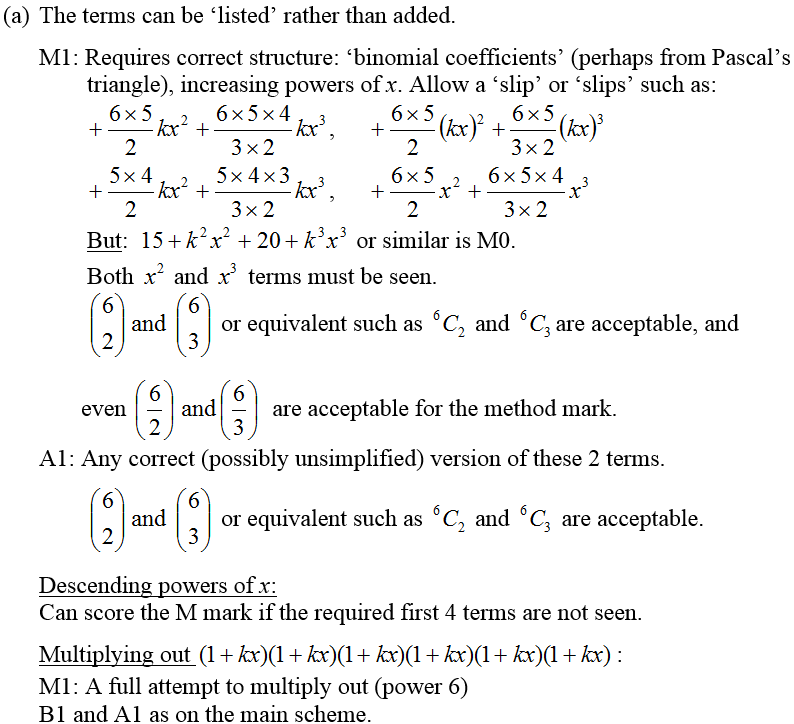 (a) The terms can be ‘listed’ rather than added.
M1: Requires correct structure: ‘binomial coefficients’ (perhaps from Pascal’s
triangle), increasing powers of x. Allow a ‘slip’ or ‘slips’ such as:
$+\frac{6\times5}{2}kx^2+\frac{6\times5\times4}{3\times2}kx^3,\quad+\frac{6\times5}{2}(kx)^2+\frac{6\times5}{3\times2}(kx)^3$
$+\frac{5\times4}{2}kx^2+\frac{5\times4\times3}{3\times2}kx^3,\quad+\frac{6\times5}{2}x^2+\frac{6\times5\times4}{3\times2}x^3$
But: $15+k^2x^2+20+k^3x^3$ or similar is M0.
Both $x^2$ and $x^3$ terms must be seen.
$\binom{6}{2}$ and $\binom{6}{3}$ or equivalent such as ${}^6C_2$ and ${}^6C_3$ are acceptable, and
even $\left(\frac{6}{2}\right)$ and $\left(\frac{6}{3}\right)$ are acceptable for the method mark.
A1: Any correct (possibly unsimplified) version of these 2 terms.
$\binom{6}{2}$ and $\binom{6}{3}$ or equivalent such as ${}^6C_2$ and ${}^6C_3$ are acceptable.
Descending powers of x:
Can score the M mark if the required first 4 terms are not seen.
Multiplying out $(1+kx)(1+kx)(1+kx)(1+kx)(1+kx)(1+kx)$ :
M1: A full attempt to multiply out (power 6)
B1 and A1 as on the main scheme.